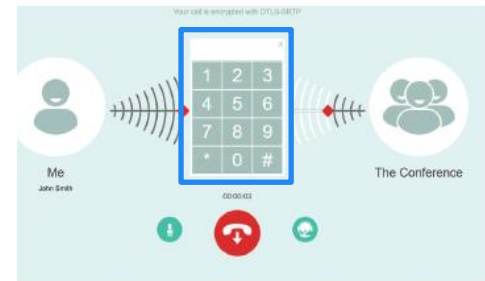 Your call is encrypted with DTLS-SRTP
x
1 2 3
4 5 6
7 8 9
* 0 #
Me
John Smith
The Conference
00:00:03